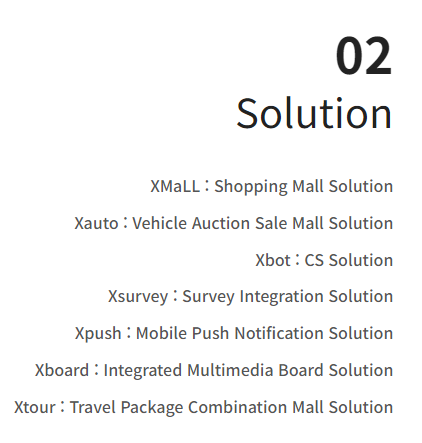 02
Solution
XMaLL : Shopping Mall Solution
Xauto : Vehicle Auction Sale Mall Solution
Xbot : CS Solution
Xsurvey : Survey Integration Solution
Xpush : Mobile Push Notification Solution
Xboard : Integrated Multimedia Board Solution
Xtour : Travel Package Combination Mall Solution